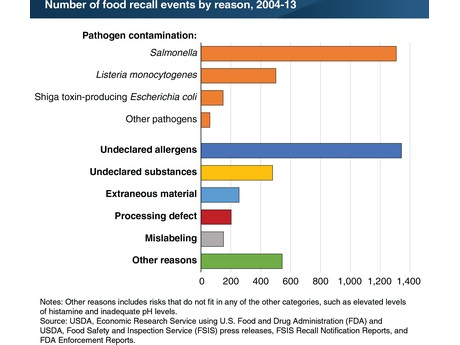 Number of food recall events by reason, 2004-13
Pathogen contamination:
Salmonella
Listeria monocytogenes
Shiga toxin-producing Escherichia coli
Other pathogens
Undeclared allergens
Undeclared substances
Extraneous material
Processing defect
Mislabeling
Other reasons
0 200 400 600 800 1,000 1,200 1,400
Notes: Other reasons includes risks that do not fit in any of the other categories, such as elevated levels
of histamine and inadequate pH levels.
Source: USDA, Economic Research Service using U.S. Food and Drug Administration (FDA) and
USDA, Food Safety and Inspection Service (FSIS) press releases, FSIS Recall Notification Reports, and
FDA Enforcement Reports.